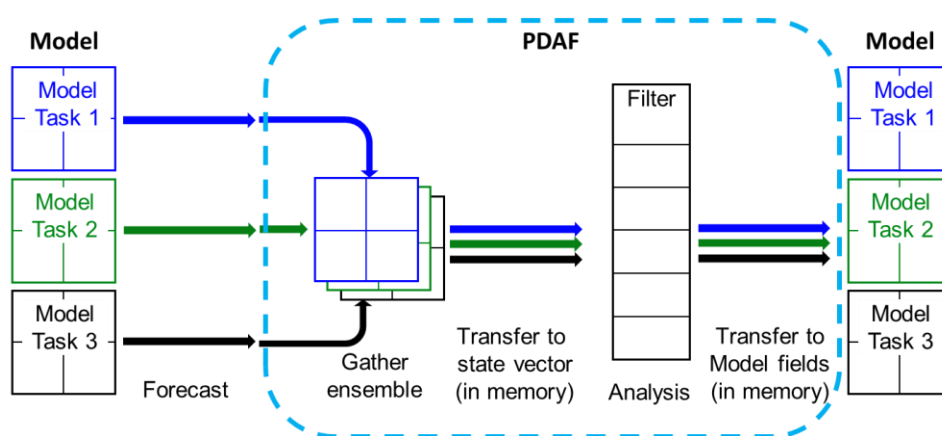 Model
PDAF
Model
Model
Task 1
Model
Task 2
Model
Task 3
Forecast
Gather
ensemble
Transfer to
state vector
(in memory)
Filter
Analysis
Transfer to
Model fields
(in memory)
Model
Task 1
Model
Task 2
Model
Task 3